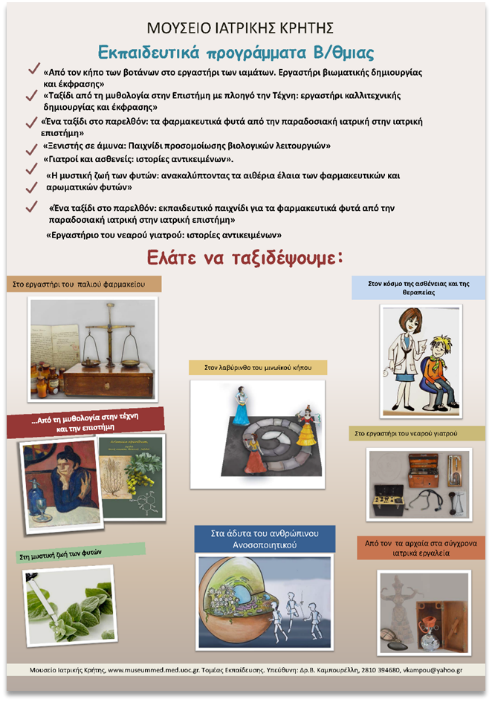 ΜΟΥΣΕΙΟ ΙΑΤΡΙΚΗΣ ΚΡΗΤΗΣ
Εκπαιδευτικά προγράμματα Β/θμιας
«Από τον κήπο των βοτάνων στο εργαστήρι των ιαμάτων. Εργαστήρι βιωματικής δημιουργίας
και έκφρασης»
«Ταξίδι από τη μυθολογία στην Επιστήμη με πλοηγό την Τέχνη: εργαστήρι καλλιτεχνικής
δημιουργίας και έκφρασης»
«Ένα ταξίδι στο παρελθόν: τα φαρμακευτικά φυτά από την παραδοσιακή ιατρική στην ιατρική
επιστήμη»
«Ξενιστής σε άμυνα: Παιχνίδι προσομοίωσης βιολογικών λειτουργιών»
«Γιατροί και ασθενείς: ιστορίες αντικειμένων».
«Η μυστική ζωή των φυτών: ανακαλύπτοντας τα αιθέρια έλαια των φαρμακευτικών και
αρωματικών φυτών»
«Ένα ταξίδι στο παρελθόν: εκπαιδευτικό παιχνίδι για τα φαρμακευτικά φυτά από την
παραδοσιακή ιατρική στην ιατρική επιστήμη»
«Εργαστήριο του νεαρού γιατρού: ιστορίες αντικειμένων»
Ελάτε να ταξιδέψουμε:
Στο εργαστήρι του παλιού φαρμακείου
Στον κόσμο της ασθένειας και της
θεραπείας
Στον λαβύρινθο του μινωικού κήπου
...Από τη μυθολογία στην τέχνη
και την επιστήμη
Στο εργαστήρι του νεαρού γιατρού
Στα άδυτα του ανθρώπινου
Ανοσοποιητικού
Από τον τα αρχαία στα σύγχρονα
ιατρικά εργαλεία
Στη μυστική ζωή των φυτών
Μουσείο Ιατρικής Κρήτης, www.museummed.med.uoc.gr. Τομέας Εκπαίδευσης. Υπεύθυνη: Δρ.Β. Καμπουρέλλη, 2810 394680, vkampou@yahoo.gr